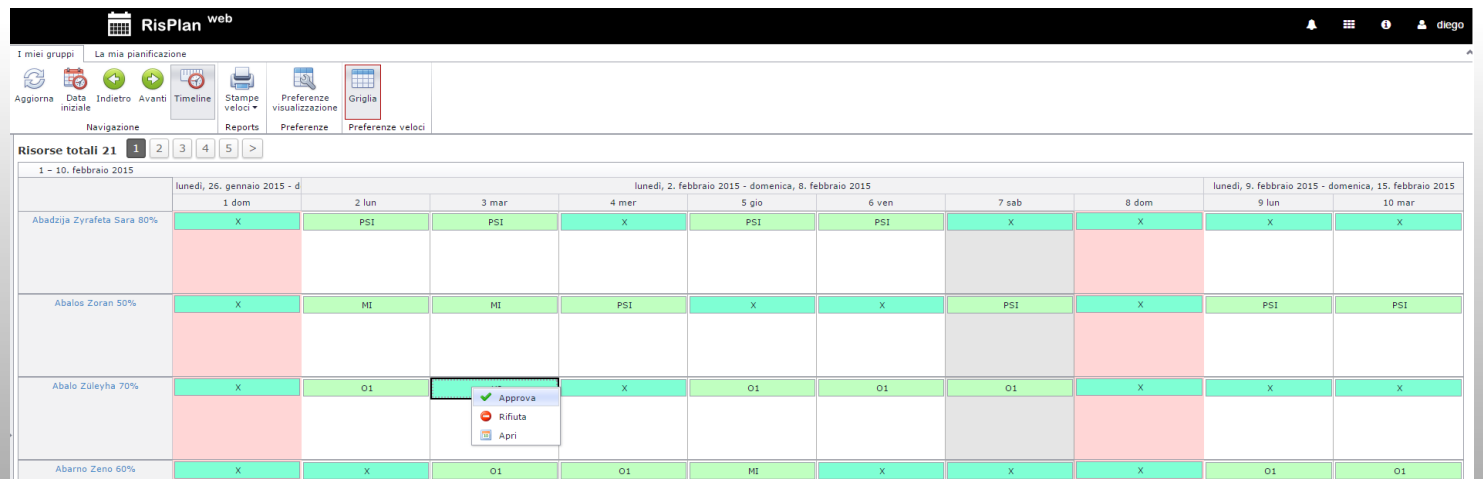 RisPlan web
diego
I miei gruppi La mia pianificazione
Aggiorna Data iniziale Indietro Avanti Timeline Stampe veloci Preferenze visualizzazione Griglia
Navigazione Reports Preferenze Preferenze veloci
Risorse totali 21 1 2 3 4 5 >
1 – 10. febbraio 2015
lunedì, 26. gennaio 2015 - d lunedì, 2. febbraio 2015 - domenica, 8. febbraio 2015 lunedì, 9. febbraio 2015 - domenica, 15. febbraio 2015
1 dom 2 lun 3 mar 4 mer 5 gio 6 ven 7 sab 8 dom 9 lun 10 mar
Abadzija Zyrafeta Sara 80% X PSI PSI X PSI PSI X X X X
Abalos Zoran 50% X MI MI PSI X X PSI X PSI PSI
Abalo Züleyha 70% X O1 X O1 O1 O1 X X X
Approva
Rifiuta
Apri
Abarno Zeno 60% X X O1 O1 MI X X X O1 O1